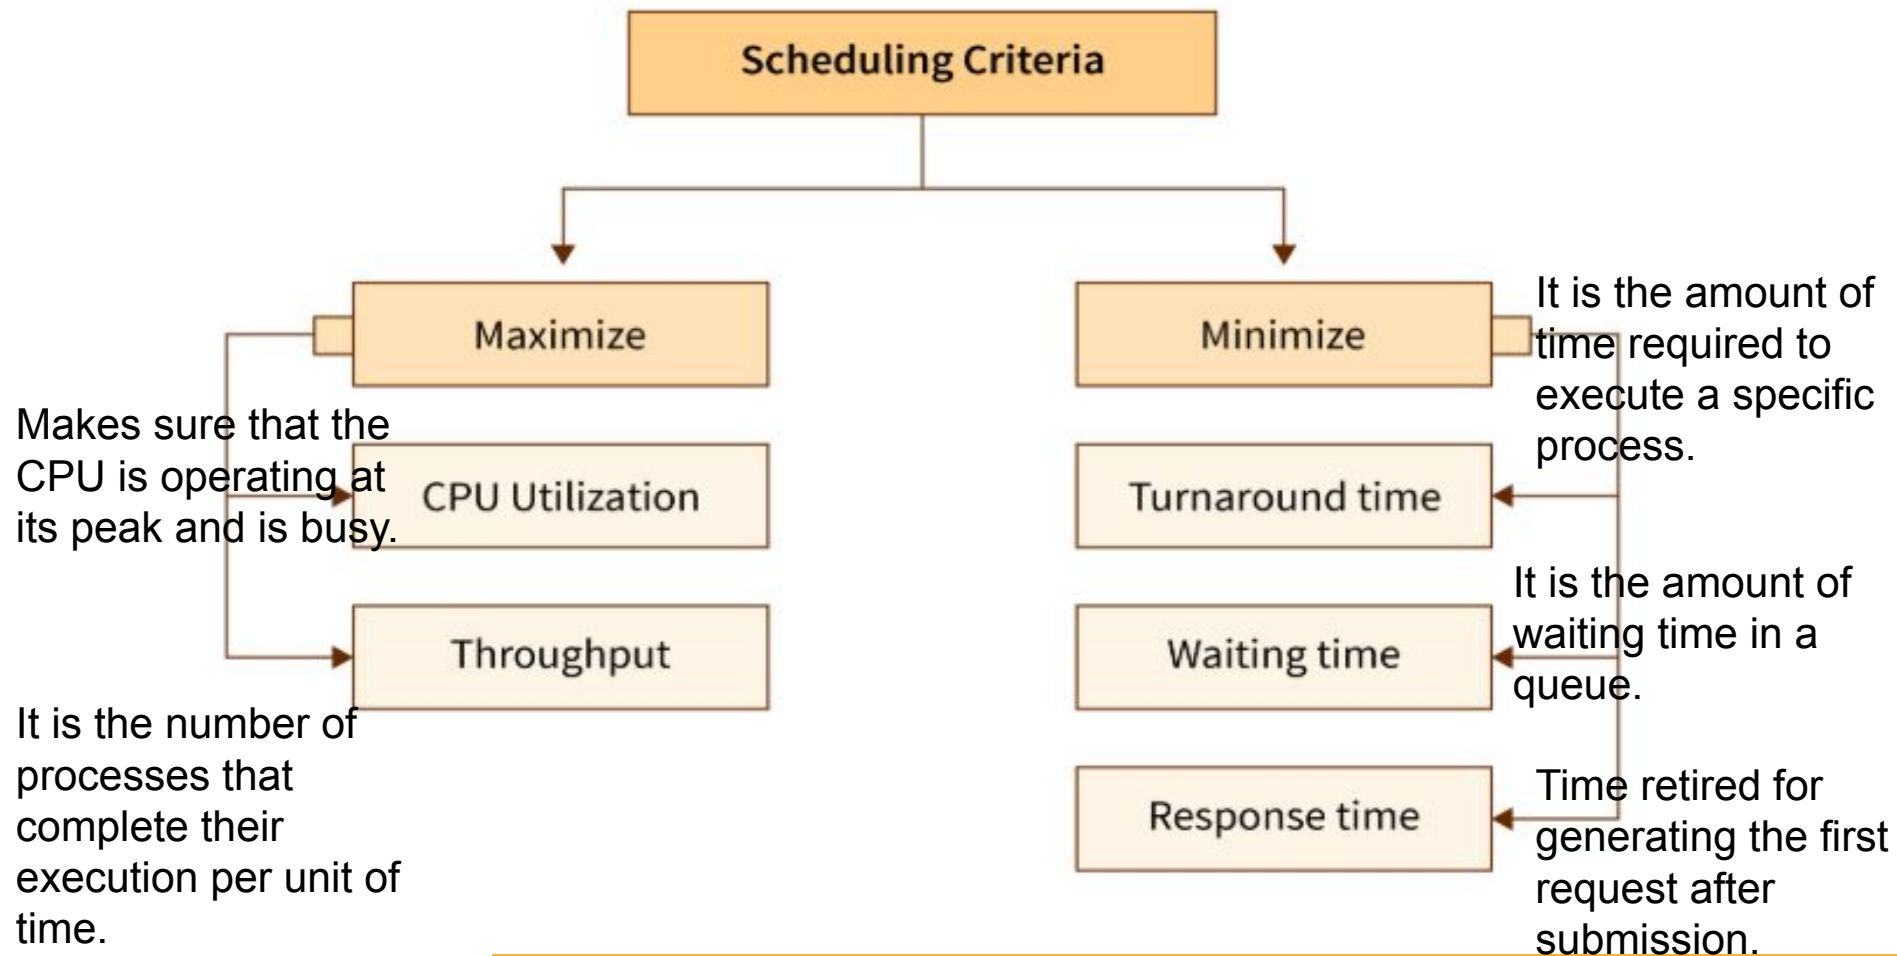 Scheduling Criteria
Maximize
Makes sure that the
CPU is operating at
its peak and is busy.
CPU Utilization
Throughput
It is the number of
processes that
complete their
execution per unit of
time.
Minimize
It is the amount of
time required to
execute a specific
process.
Turnaround time
It is the amount of
waiting time in a
queue.
Waiting time
Response time
Time retired for
generating the first
request after
submission.